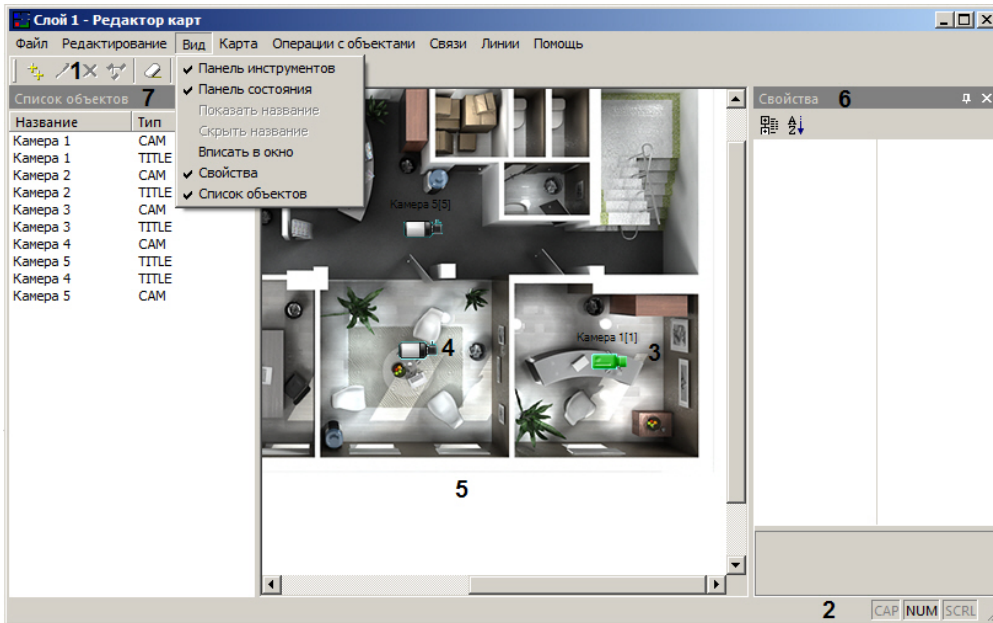 Слой 1 - Редактор карт
Файл Редактирование Вид Карта Операции с объектами Связи Линии Помощь
1
Панель инструментов
Панель состояния
Показать название
Скрыть название
Вписать в окно
Свойства
Список объектов
Список объектов 7
Название Тип
Камера 1 CAM
Камера 1 TITLE
Камера 2 CAM
Камера 2 TITLE
Камера 3 CAM
Камера 3 TITLE
Камера 4 CAM
Камера 5 TITLE
Камера 4 TITLE
Камера 5 CAM
Камера 5[5]
Камера 1[1]
3
4
5
Свойства 6
2 CAP NUM SCRL